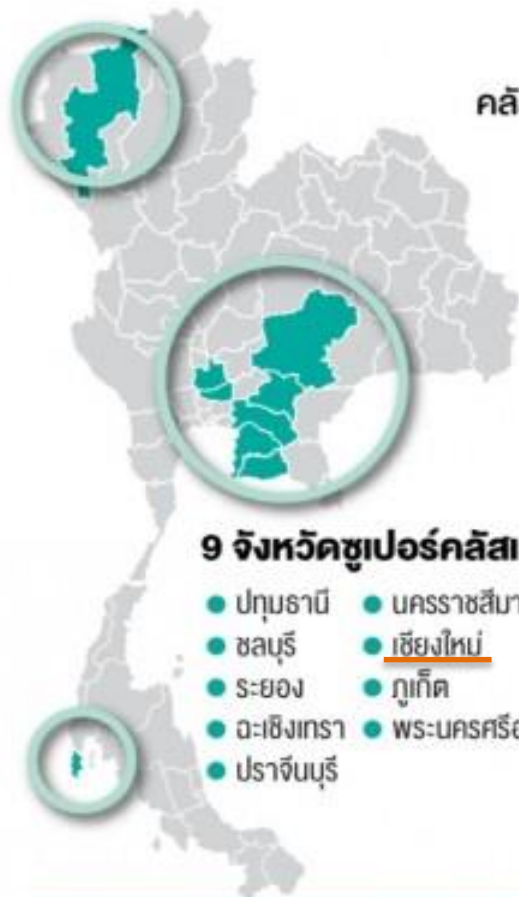 คลั
9 จังหวัดซูเปอร์คลัสเ
ปทุมธานี นครราชสีมา
ชลบุรี เชียงใหม่
ระยอง ภูเก็ต
ฉะเชิงเทรา พระนครศรีอ
ปราจีนบุรี